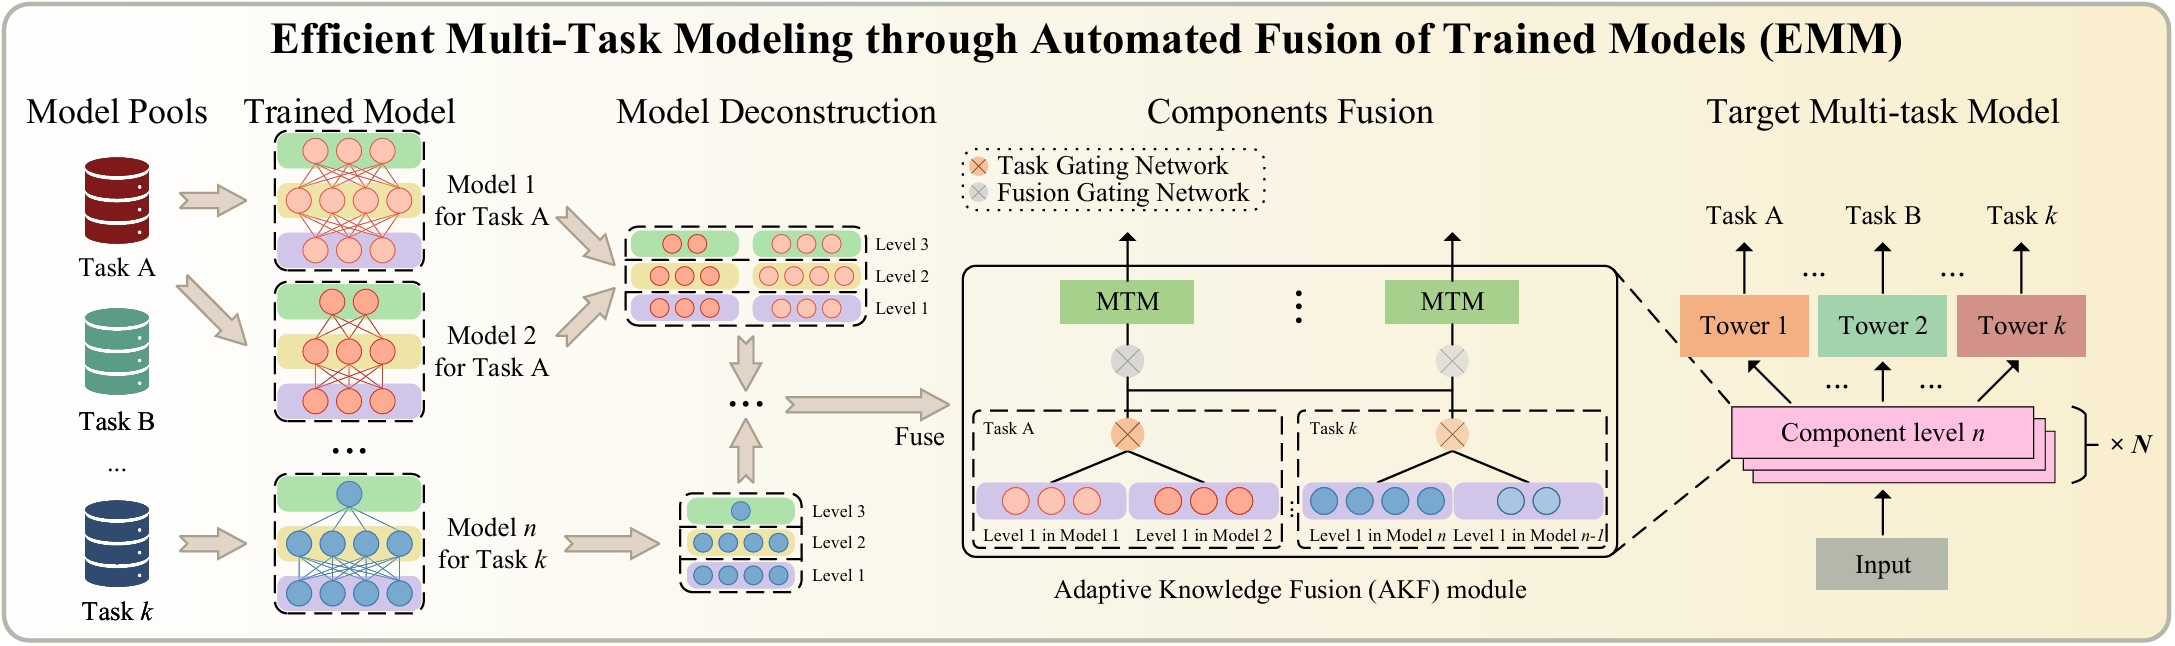 Efficient Multi-Task Modeling through Automated Fusion of Trained Models (EMM)
Model Pools
Task A
Task B
...
Task k
Trained Model
Model 1
for Task A
Model 2
for Task A
...
Model n
for Task k
Model Deconstruction
Level 3
Level 2
Level 1
...
Level 3
Level 2
Level 1
Fuse
Components Fusion
Task Gating Network
Fusion Gating Network
MTM
MTM
Task A
Task k
Level 1 in Model 1
Level 1 in Model 2
Level 1 in Model n
Level 1 in Model n-1
Adaptive Knowledge Fusion (AKF) module
Target Multi-task Model
Task A
Task B
Task k
... ...
Tower 1
Tower 2
Tower k
... ...
Component level n
× N
Input